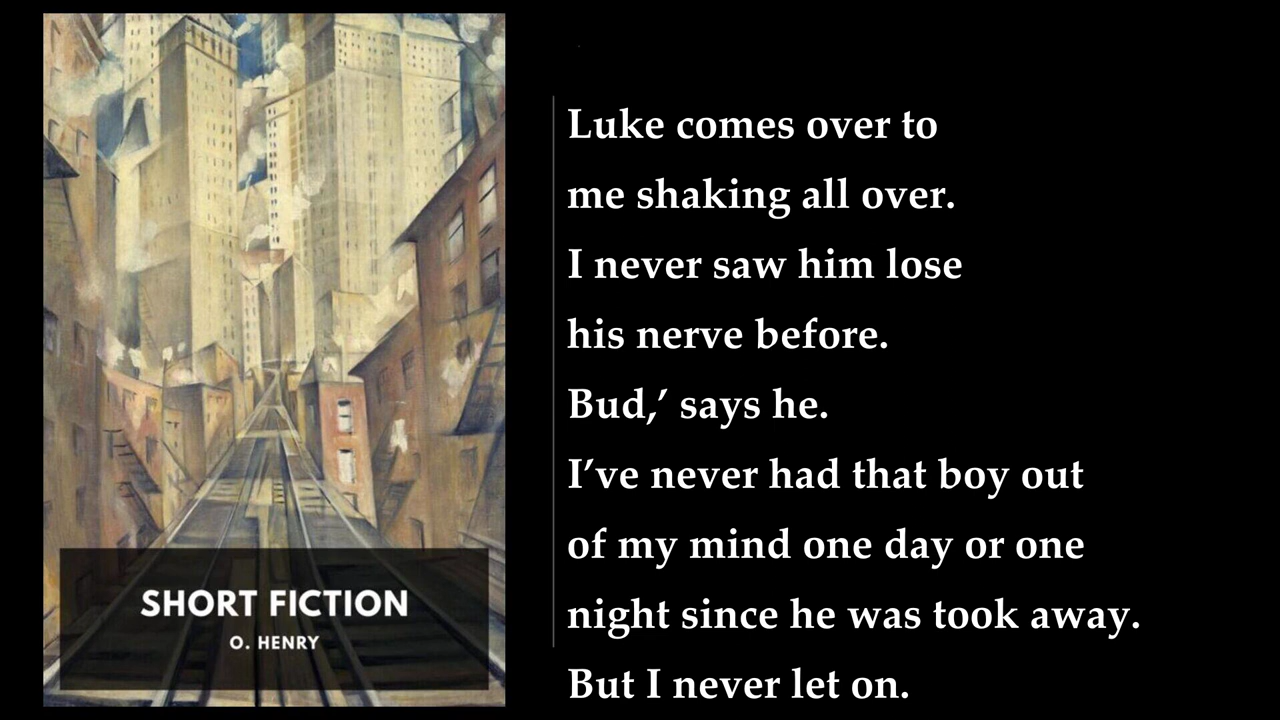 SHORT FICTION
O. HENRY
Luke comes over to
me shaking all over.
I never saw him lose
his nerve before.
Bud,’ says he.
I’ve never had that boy out
of my mind one day or one
night since he was took away.
But I never let on.